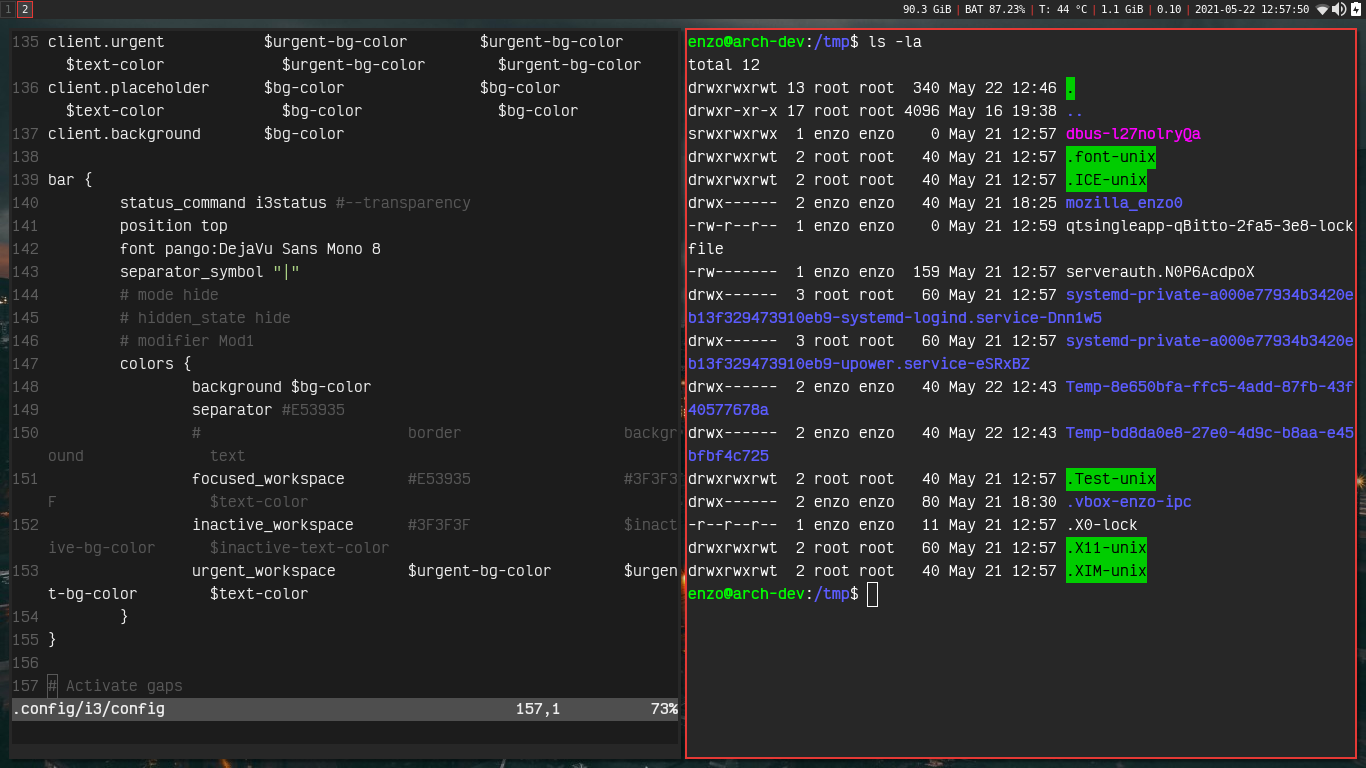 1 2 90.3 GiB | BAT 87.23% | T: 44 °C | 1.1 GiB | 0.10 | 2021-05-22 12:57:50
135 client.urgent $urgent-bg-color $urgent-bg-color
$text-color $urgent-bg-color $urgent-bg-color
136 client.placeholder $bg-color $bg-color
$text-color $bg-color $bg-color
137 client.background $bg-color
138
139 bar {
140 status_command i3status #--transparency
141 position top
142 font pango:DejaVu Sans Mono 8
143 separator_symbol "|"
144 # mode hide
145 # hidden_state hide
146 # modifier Mod1
147 colors {
148 background $bg-color
149 separator #E53935
150 # border backgr
ound text
151 focused_workspace #E53935 #3F3F3
F $text-color
152 inactive_workspace #3F3F3F $inact
ive-bg-color $inactive-text-color
153 urgent_workspace $urgent-bg-color $urgen
t-bg-color $text-color
154 }
155 }
156
157 # Activate gaps
.config/i3/config 157,1 73%
enzo@arch-dev:/tmp$ ls -la
total 12
drwxrwxrwt 13 root root 340 May 22 12:46 .
drwxr-xr-x 17 root root 4096 May 16 19:38 ..
srwxrwxrwx 1 enzo enzo 0 May 21 12:57 dbus-l27nolryQa
drwxrwxrwt 2 root root 40 May 21 12:57 .font-unix
drwxrwxrwt 2 root root 40 May 21 12:57 .ICE-unix
drwx------ 2 enzo enzo 40 May 21 18:25 mozilla_enzo0
-rw-r--r-- 1 enzo enzo 0 May 21 12:59 qtsingleapp-qBitto-2fa5-3e8-lock
file
-rw------- 1 enzo enzo 159 May 21 12:57 serverauth.N0P6AcdpoX
drwx------ 3 root root 60 May 21 12:57 systemd-private-a000e77934b3420e
b13f329473910eb9-systemd-logind.service-Dnn1w5
drwx------ 3 root root 60 May 21 12:57 systemd-private-a000e77934b3420e
b13f329473910eb9-upower.service-eSRxBZ
drwx------ 2 enzo enzo 40 May 22 12:43 Temp-8e650bfa-ffc5-4add-87fb-43f
40577678a
drwx------ 2 enzo enzo 40 May 22 12:43 Temp-bd8da0e8-27e0-4d9c-b8aa-e45
bfbf4c725
drwxrwxrwt 2 root root 40 May 21 12:57 .Test-unix
drwx------ 2 enzo enzo 80 May 21 18:30 .vbox-enzo-ipc
-r--r--r-- 1 enzo enzo 11 May 21 12:57 .X0-lock
drwxrwxrwt 2 root root 60 May 21 12:57 .X11-unix
drwxrwxrwt 2 root root 40 May 21 12:57 .XIM-unix
enzo@arch-dev:/tmp$